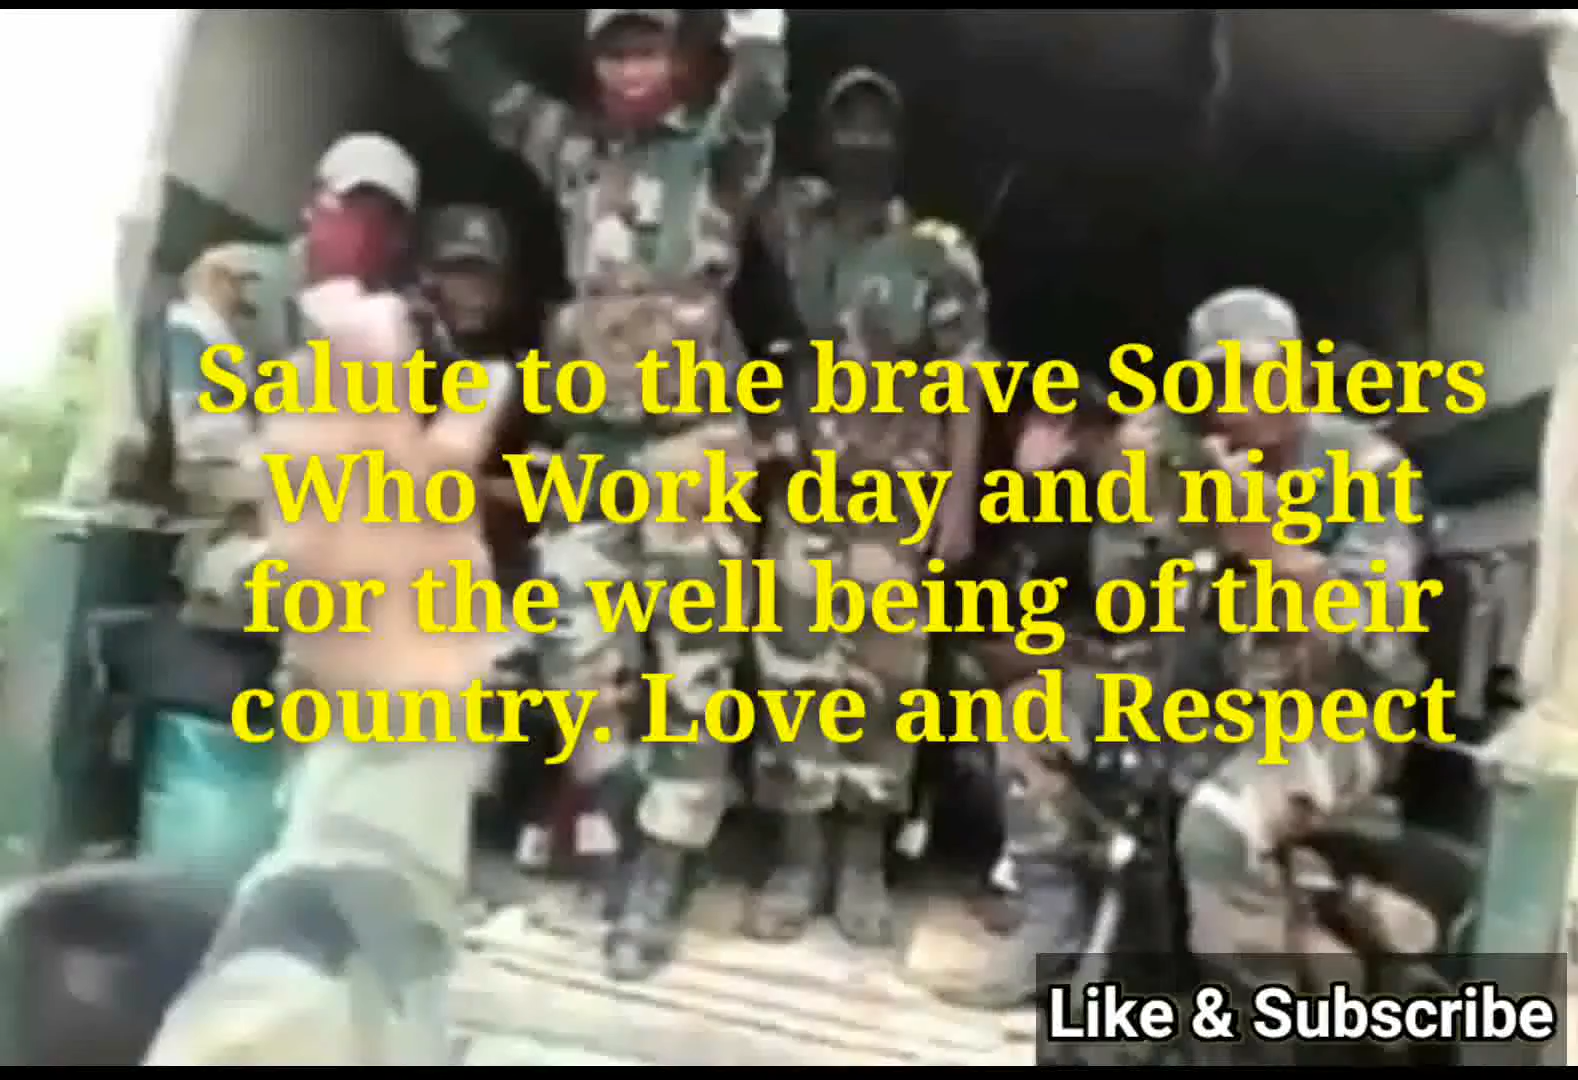 Salute to the brave Soldiers
Who Work day and night
for the well being of their
country. Love and Respect
Like & Subscribe